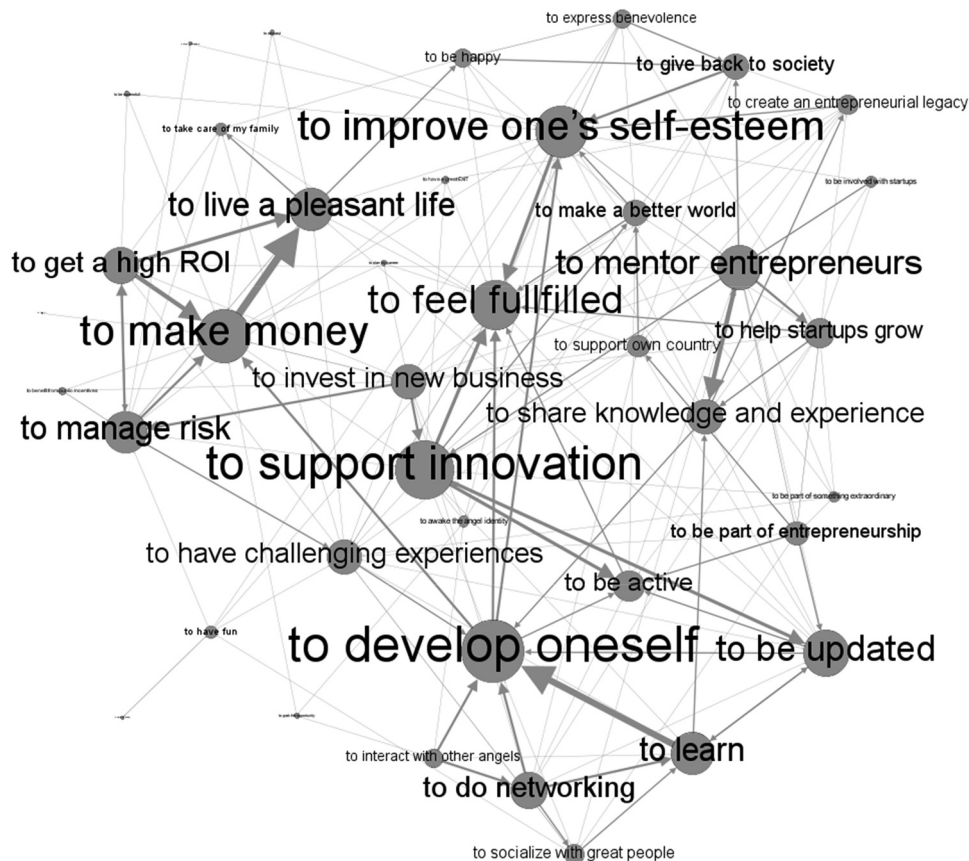 to express benevolence
to be happy
to give back to society
to create an entrepreneurial legacy
to improve one's self-esteem
to take care of my family
to be involved with startups
to live a pleasant life
to make a better world
to get a high ROI
to mentor entrepreneurs
to feel fullfilled
to make money
to help startups grow
to support own country
to invest in new business
to share knowledge and experience
to manage risk
to support innovation
to be part of something extraordinary
to awake the angel identity
to be part of entrepreneurship
to have challenging experiences
to be active
to have fun
to develop oneself
to be updated
to interact with other angels
to learn
to do networking
to socialize with great people